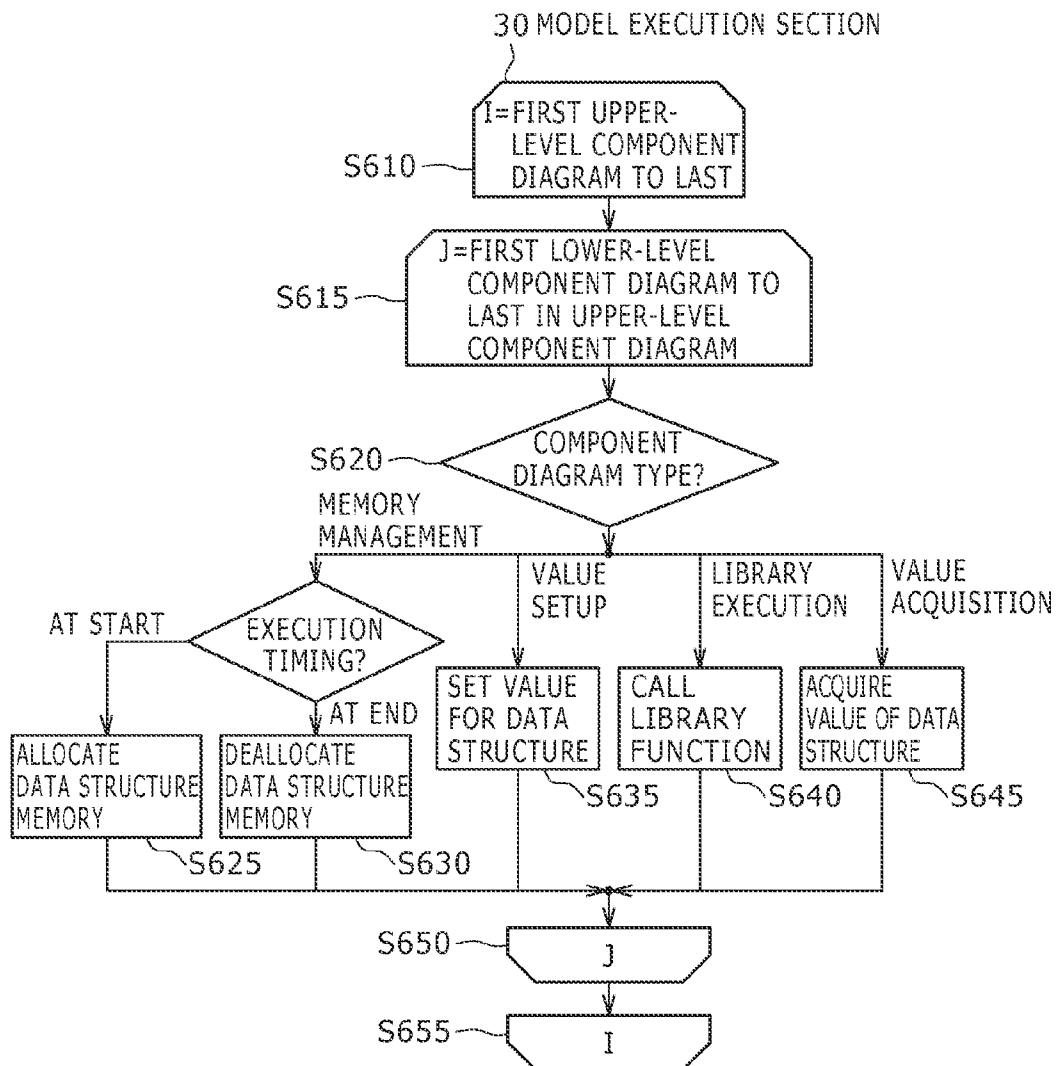 30 MODEL EXECUTION SECTION
I=FIRST UPPER-
LEVEL COMPONENT
DIAGRAM TO LAST
S610
J=FIRST LOWER-LEVEL
COMPONENT DIAGRAM TO
LAST IN UPPER-LEVEL
COMPONENT DIAGRAM
S615
COMPONENT
DIAGRAM TYPE?
S620
MEMORY
MANAGEMENT
VALUE
SETUP
LIBRARY
EXECUTION
VALUE
ACQUISITION
AT START
EXECUTION
TIMING?
AT END
ALLOCATE
DATA STRUCTURE
MEMORY
S625
DEALLOCATE
DATA STRUCTURE
MEMORY
S630
SET VALUE
FOR DATA
STRUCTURE
S635
CALL
LIBRARY
FUNCTION
S640
ACQUIRE
VALUE OF DATA
STRUCTURE
S645
S650
J
S655
I